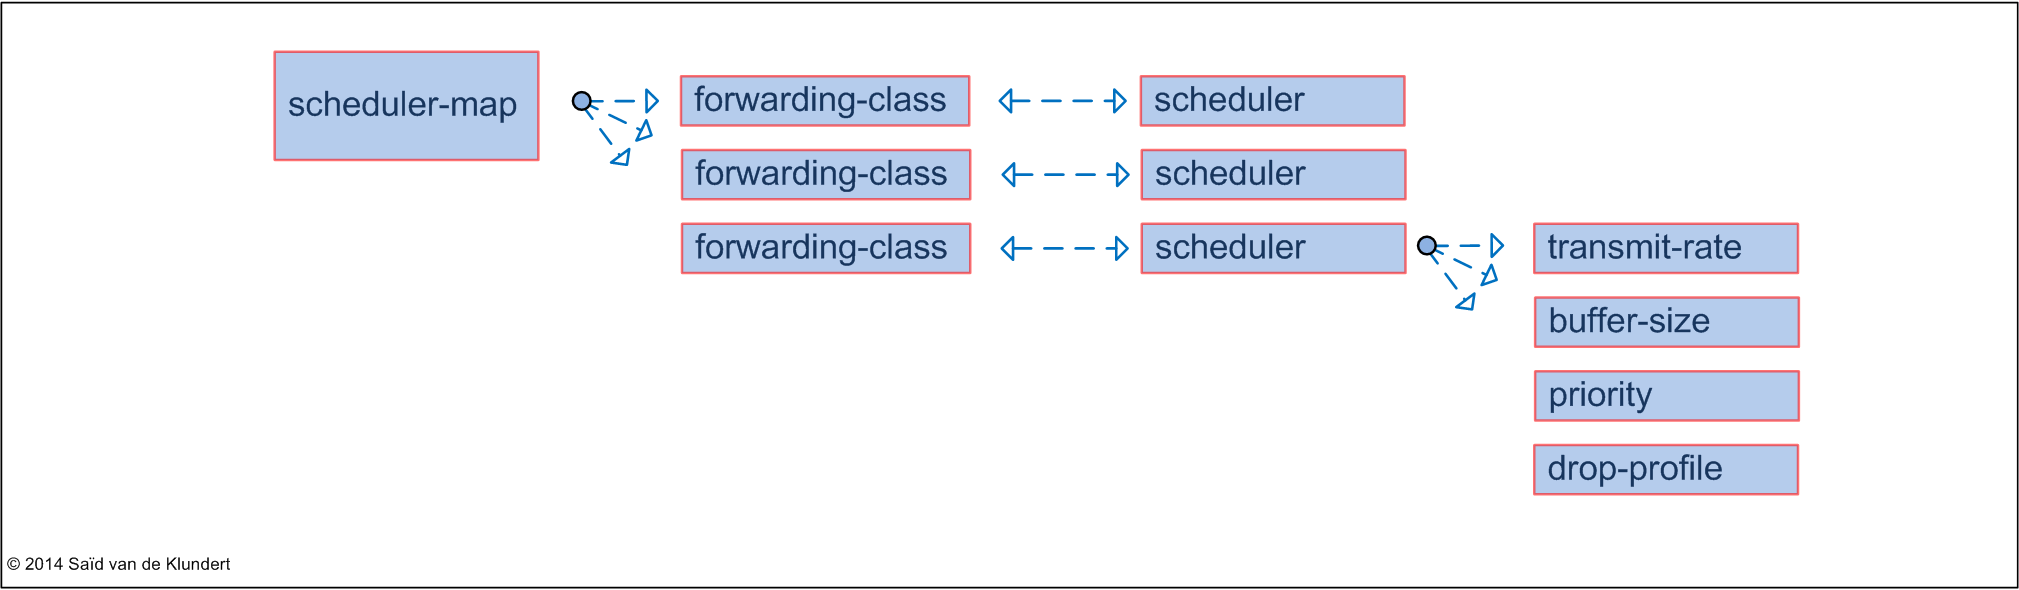 scheduler-map
forwarding-class
scheduler
forwarding-class
scheduler
forwarding-class
scheduler
transmit-rate
buffer-size
priority
drop-profile
© 2014 Saïd van de Klundert